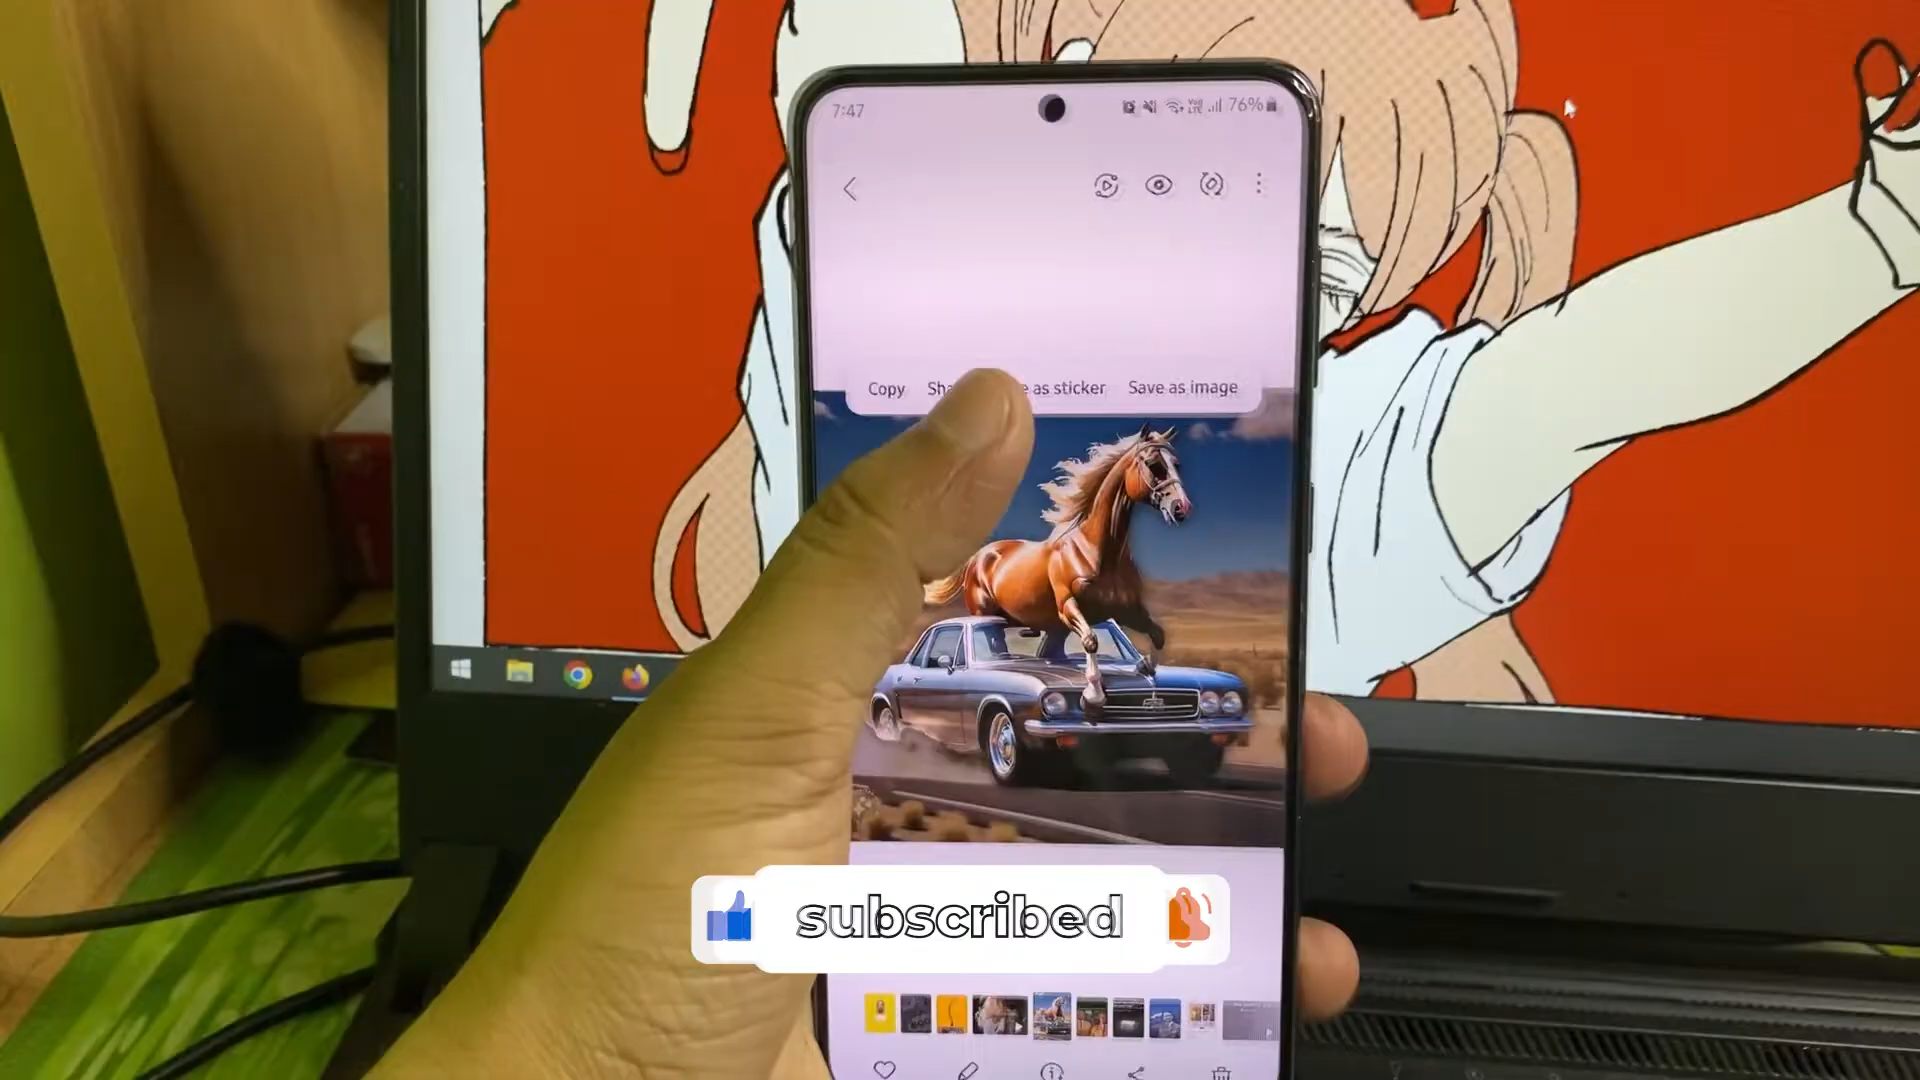 7:47
76%
Copy
as sticker
Save as image
subscribed